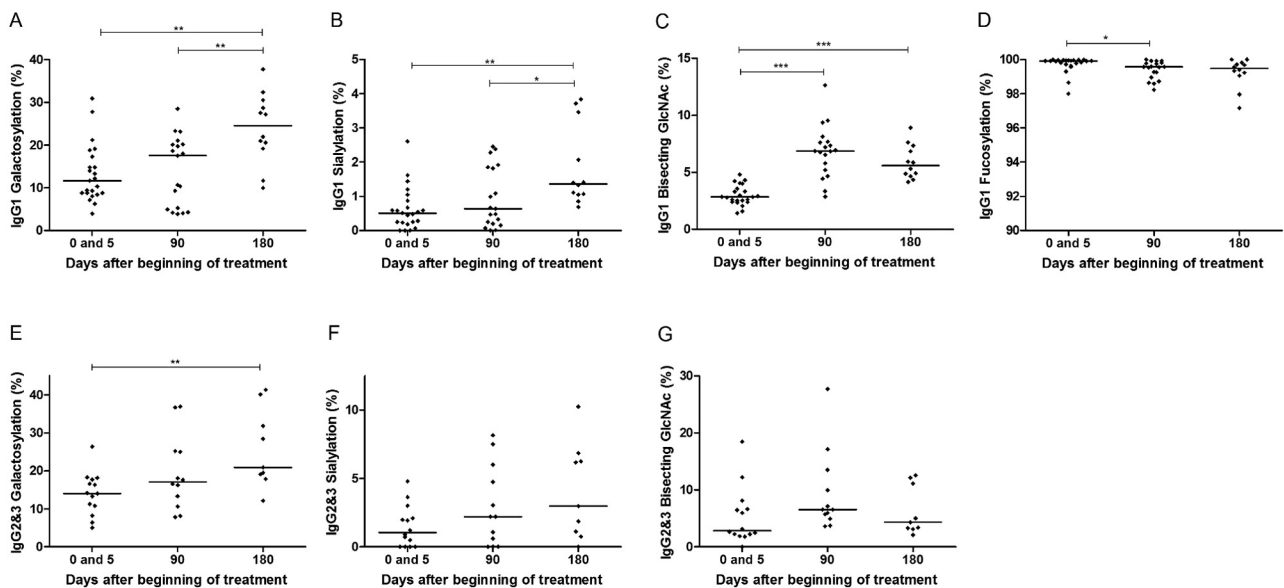 A
**
**
IgG1 Galactosylation (%)
40
30
20
10
0
0 and 5 90 180
Days after beginning of treatment
B
**
*
IgG1 Sialylation (%)
5
4
3
2
1
0
0 and 5 90 180
Days after beginning of treatment
C
***
***
IgG1 Bisecting GlcNAc (%)
15
10
5
0
0 and 5 90 180
Days after beginning of treatment
D
*
IgG1 Fucosylation (%)
100
98
96
94
92
90
0 and 5 90 180
Days after beginning of treatment
E
**
IgG2&3 Galactosylation (%)
40
30
20
10
0
0 and 5 90 180
Days after beginning of treatment
F
IgG2&3 Sialylation (%)
10
5
0
0 and 5 90 180
Days after beginning of treatment
G
IgG2&3 Bisecting GlcNAc (%)
30
20
10
0
0 and 5 90 180
Days after beginning of treatment